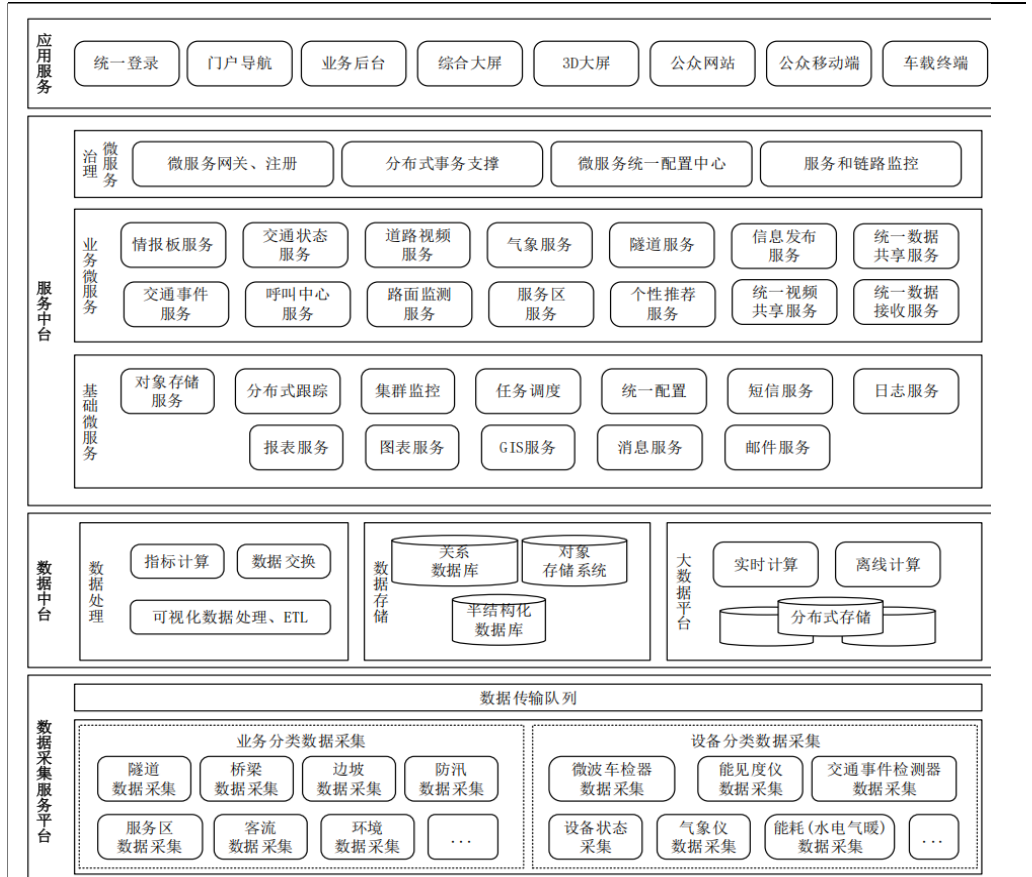 应用服务
统一登录
门户导航
业务后台
综合大屏
3D大屏
公众网站
公众移动端
车载终端
服务中台
微服务
治理
微服务网关、注册
分布式事务支撑
微服务统一配置中心
服务和链路监控
业务微服务
情报板服务
交通状态
服务
道路视频
服务
气象服务
隧道服务
信息发布
服务
统一数据
共享服务
交通事件
服务
呼叫中心
服务
路面监测
服务
服务区
服务
个性推荐
服务
统一视频
共享服务
统一数据
接收服务
基础微服务
对象存储
服务
分布式跟踪
集群监控
任务调度
统一配置
短信服务
日志服务
报表服务
图表服务
GIS服务
消息服务
邮件服务
数据中台
数据处理
指标计算
数据交换
可视化数据处理、ETL
数据存储
关系
数据库
对象
存储系统
半结构化
数据库
大数据平台
实时计算
离线计算
分布式存储
数据采集服务平台
数据传输队列
业务分类数据采集
隧道
数据采集
桥梁
数据采集
边坡
数据采集
防汛
数据采集
服务区
数据采集
客流
数据采集
环境
数据采集
...
设备分类数据采集
微波车检器
数据采集
能见度仪
数据采集
交通事件检测器
数据采集
设备状态
采集
气象仪
数据采集
能耗(水电气暖)
数据采集
...